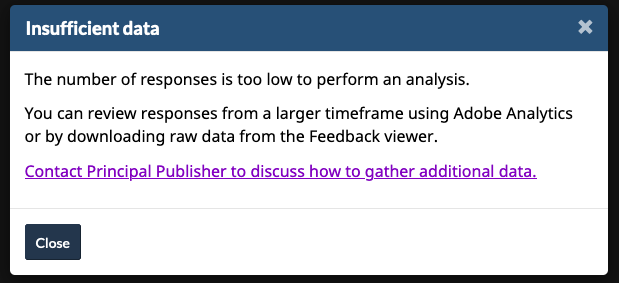 Insufficient data
The number of responses is too low to perform an analysis.
You can review responses from a larger timeframe using Adobe Analytics
or by downloading raw data from the Feedback viewer.
Contact Principal Publisher to discuss how to gather additional data.
Close